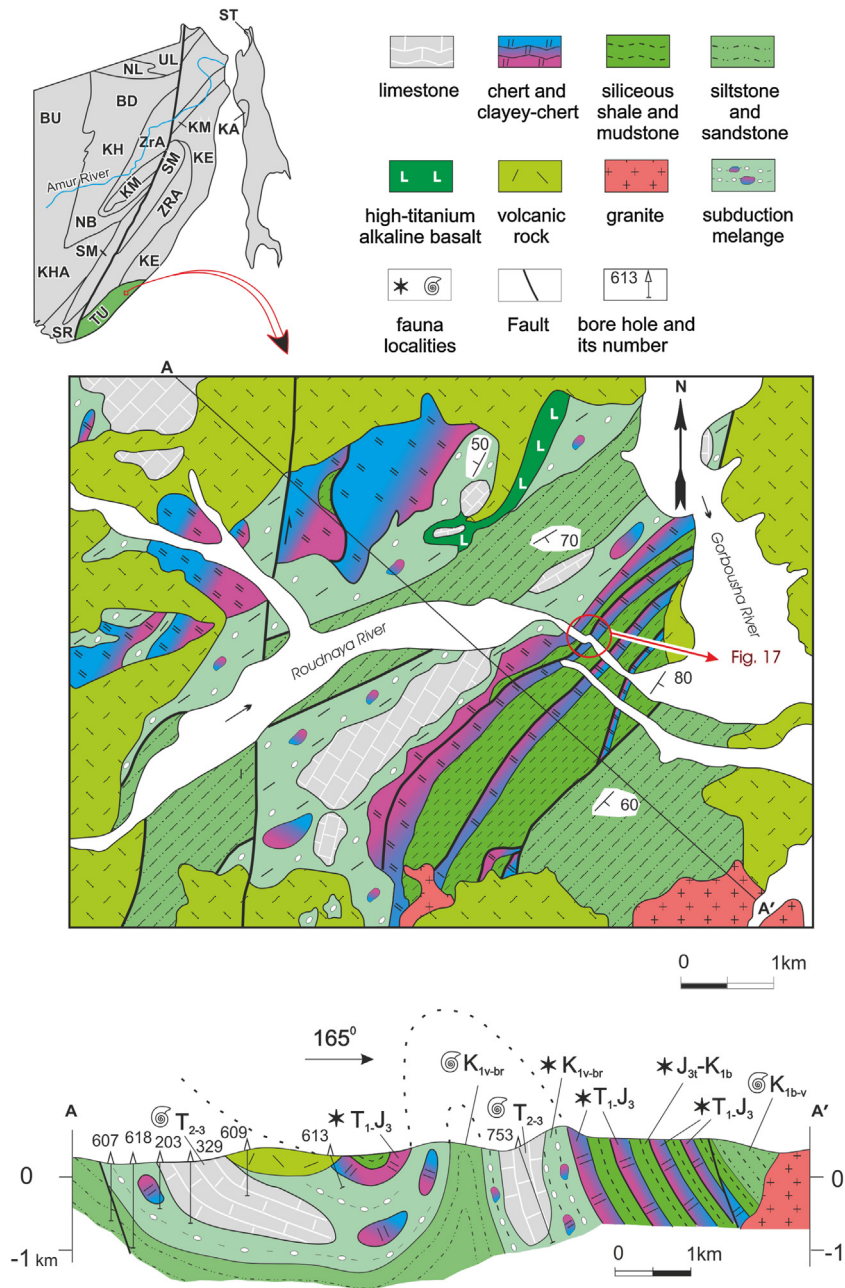 ST
UL
NL
BU
BD
KM
KA
KH
ZrA
SM
KE
Amur River
KM
ZRA
NB
SM
KHA
KE
TU
SR
limestone
chert and
clayey-chert
siliceous
shale and
mudstone
siltstone
and
sandstone
L L
high-titanium
alkaline basalt
volcanic
rock
granite
subduction
melange
613
fauna
localities
Fault
bore hole and
its number
A
N
50
L
L
L
L
70
Gorbousha River
Roudnaya River
Fig. 17
80
60
A'
0 1km
165⁰
K1v-br
K1v-br
J3t-K1b
K1b-v
A
T2-3
T1-J3
T2-3
T1-J3
T1-J3
A'
607
618
203
329
609
613
753
0
0
-1 km
-1
0 1km